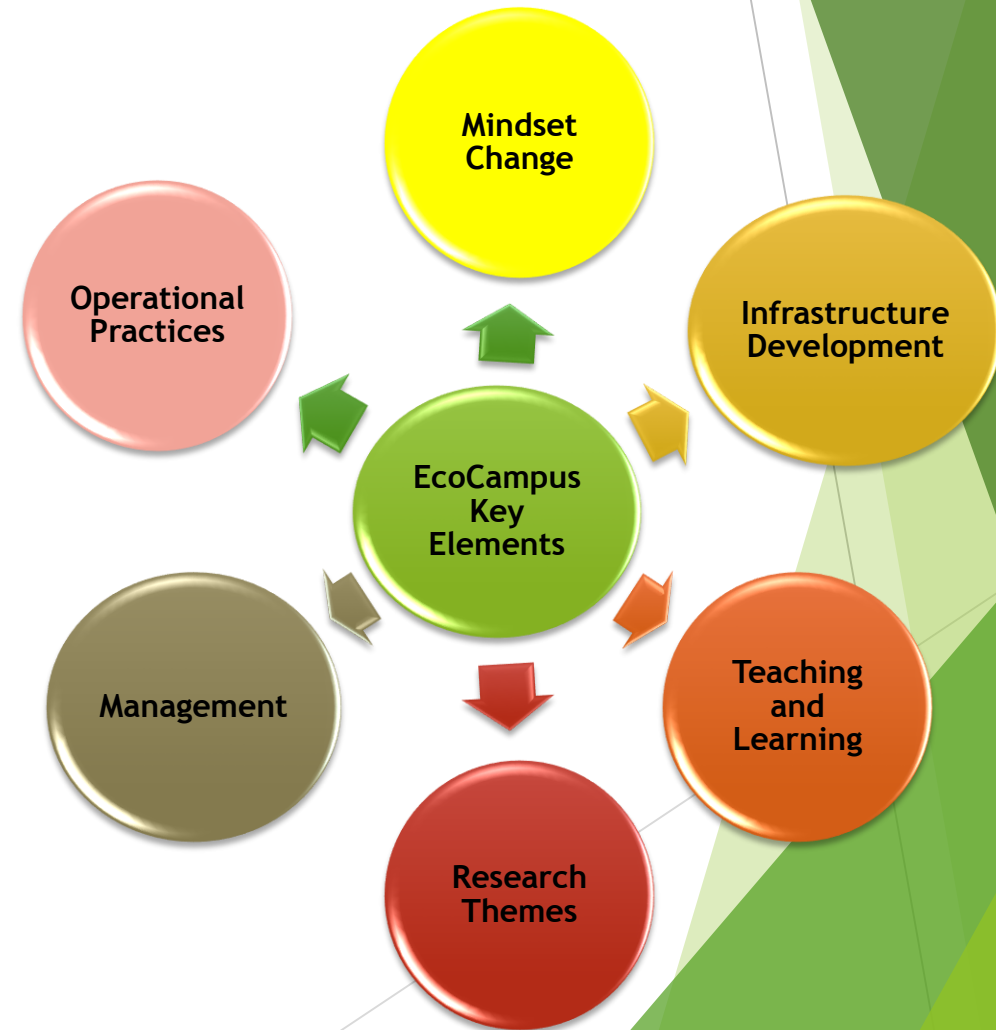 Mindset
Change
Operational
Practices
Infrastructure
Development
EcoCampus
Key
Elements
Management
Teaching
and
Learning
Research
Themes